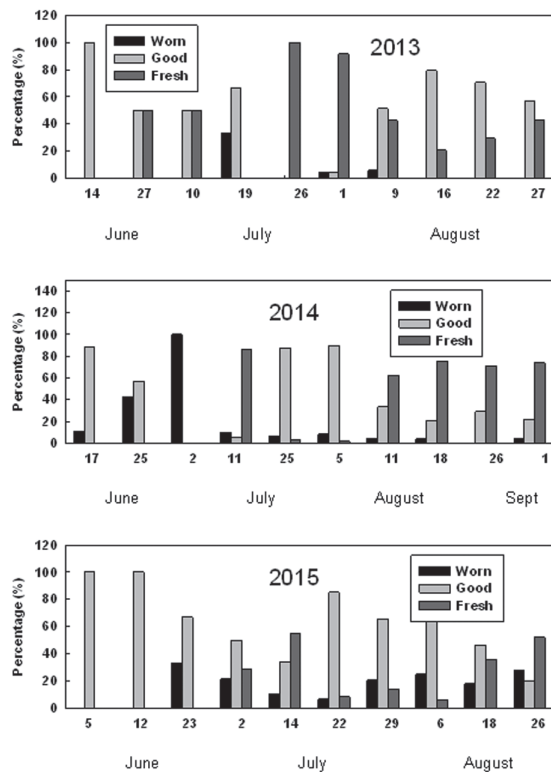 120
100
80
60
40
20
0
Percentage (%)
Worn
Good
Fresh
2013
14 27 10 19 26 1 9 16 22 27
June July August
140
120
100
80
60
40
20
0
Percentage (%)
2014
Worn
Good
Fresh
17 25 2 11 25 5 11 18 26 1
June July August Sept
120
100
80
60
40
20
0
Percentage (%)
2015
Worn
Good
Fresh
5 12 23 2 14 22 29 6 18 26
June July August